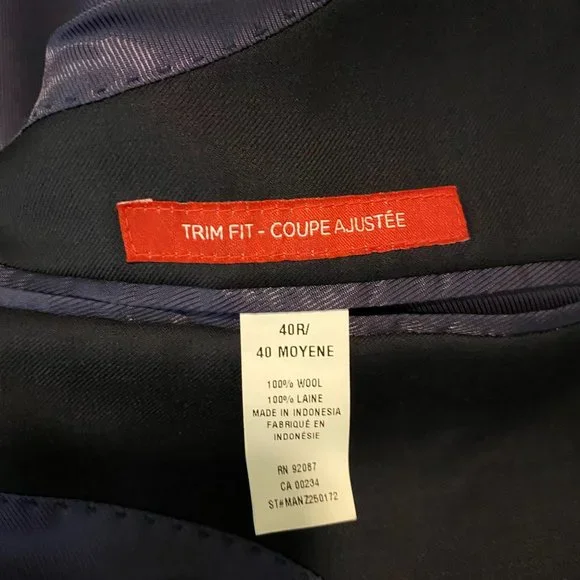 TRIM FIT - COUPE AJUSTÉE
40R/
40 MOYENE
100% WOOL
100% LAINE
MADE IN INDONESIA
FABRIQUÉ EN
INDONÉSIE
RN 92087
CA 00234
ST#MANZ250172